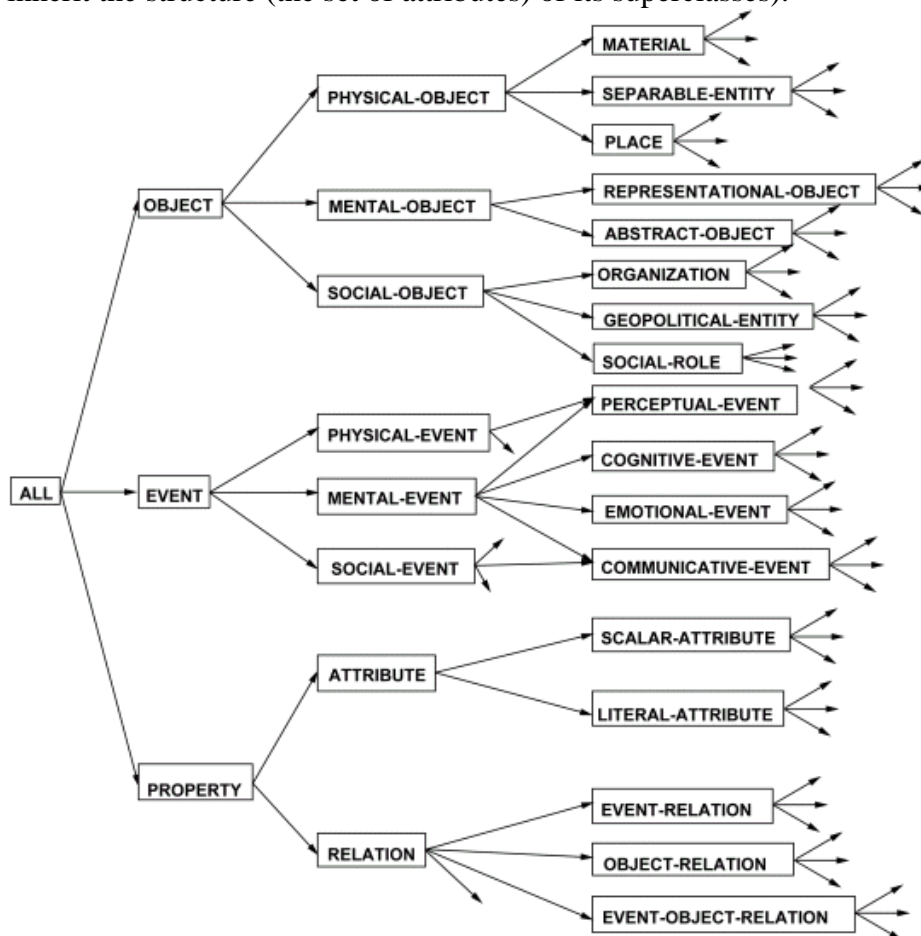 inherit the structure (the set of attributes) of its superclasses).
MATERIAL
PHYSICAL-OBJECT
SEPARABLE-ENTITY
PLACE
OBJECT
MENTAL-OBJECT
REPRESENTATIONAL-OBJECT
ABSTRACT-OBJECT
SOCIAL-OBJECT
ORGANIZATION
GEOPOLITICAL-ENTITY
SOCIAL-ROLE
PERCEPTUAL-EVENT
PHYSICAL-EVENT
COGNITIVE-EVENT
ALL
EVENT
MENTAL-EVENT
EMOTIONAL-EVENT
SOCIAL-EVENT
COMMUNICATIVE-EVENT
SCALAR-ATTRIBUTE
ATTRIBUTE
LITERAL-ATTRIBUTE
PROPERTY
EVENT-RELATION
RELATION
OBJECT-RELATION
EVENT-OBJECT-RELATION